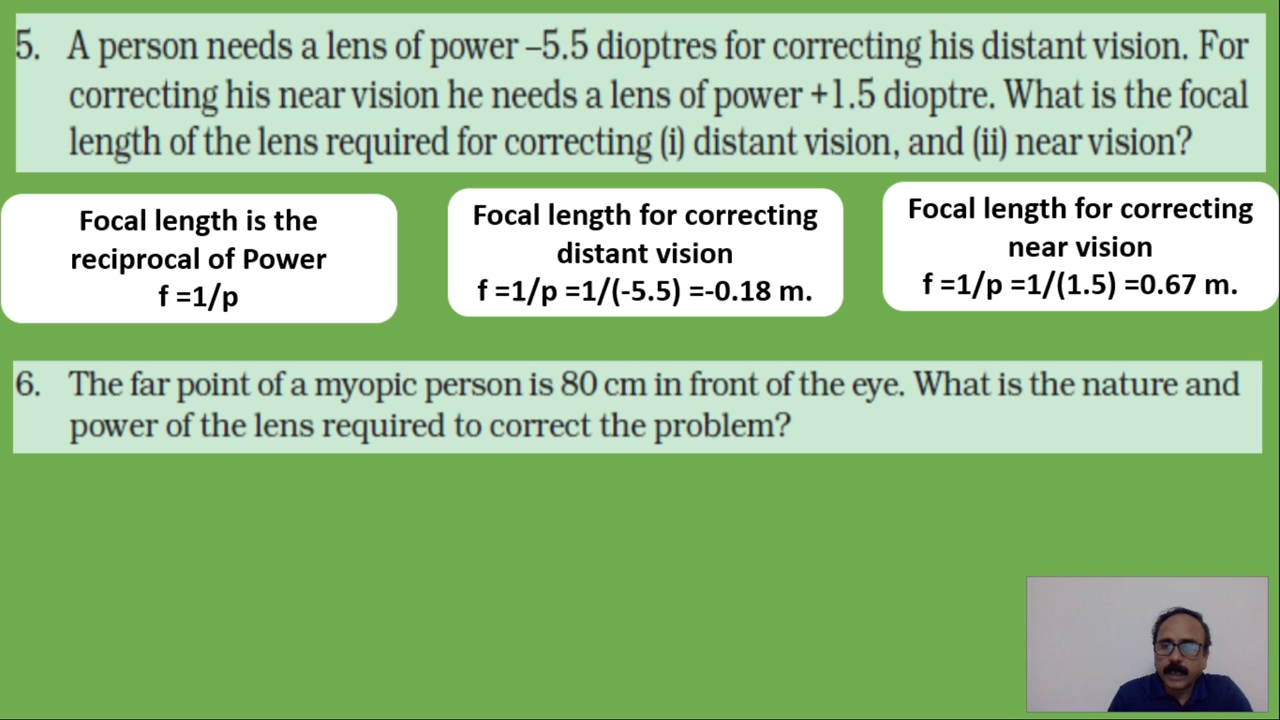 5. A person needs a lens of power –5.5 dioptres for correcting his distant vision. For
correcting his near vision he needs a lens of power +1.5 dioptre. What is the focal
length of the lens required for correcting (i) distant vision, and (ii) near vision?
Focal length is the
reciprocal of Power
f =1/p
Focal length for correcting
distant vision
f =1/p =1/(-5.5) =-0.18 m.
Focal length for correcting
near vision
f =1/p =1/(1.5) =0.67 m.
6. The far point of a myopic person is 80 cm in front of the eye. What is the nature and
power of the lens required to correct the problem?